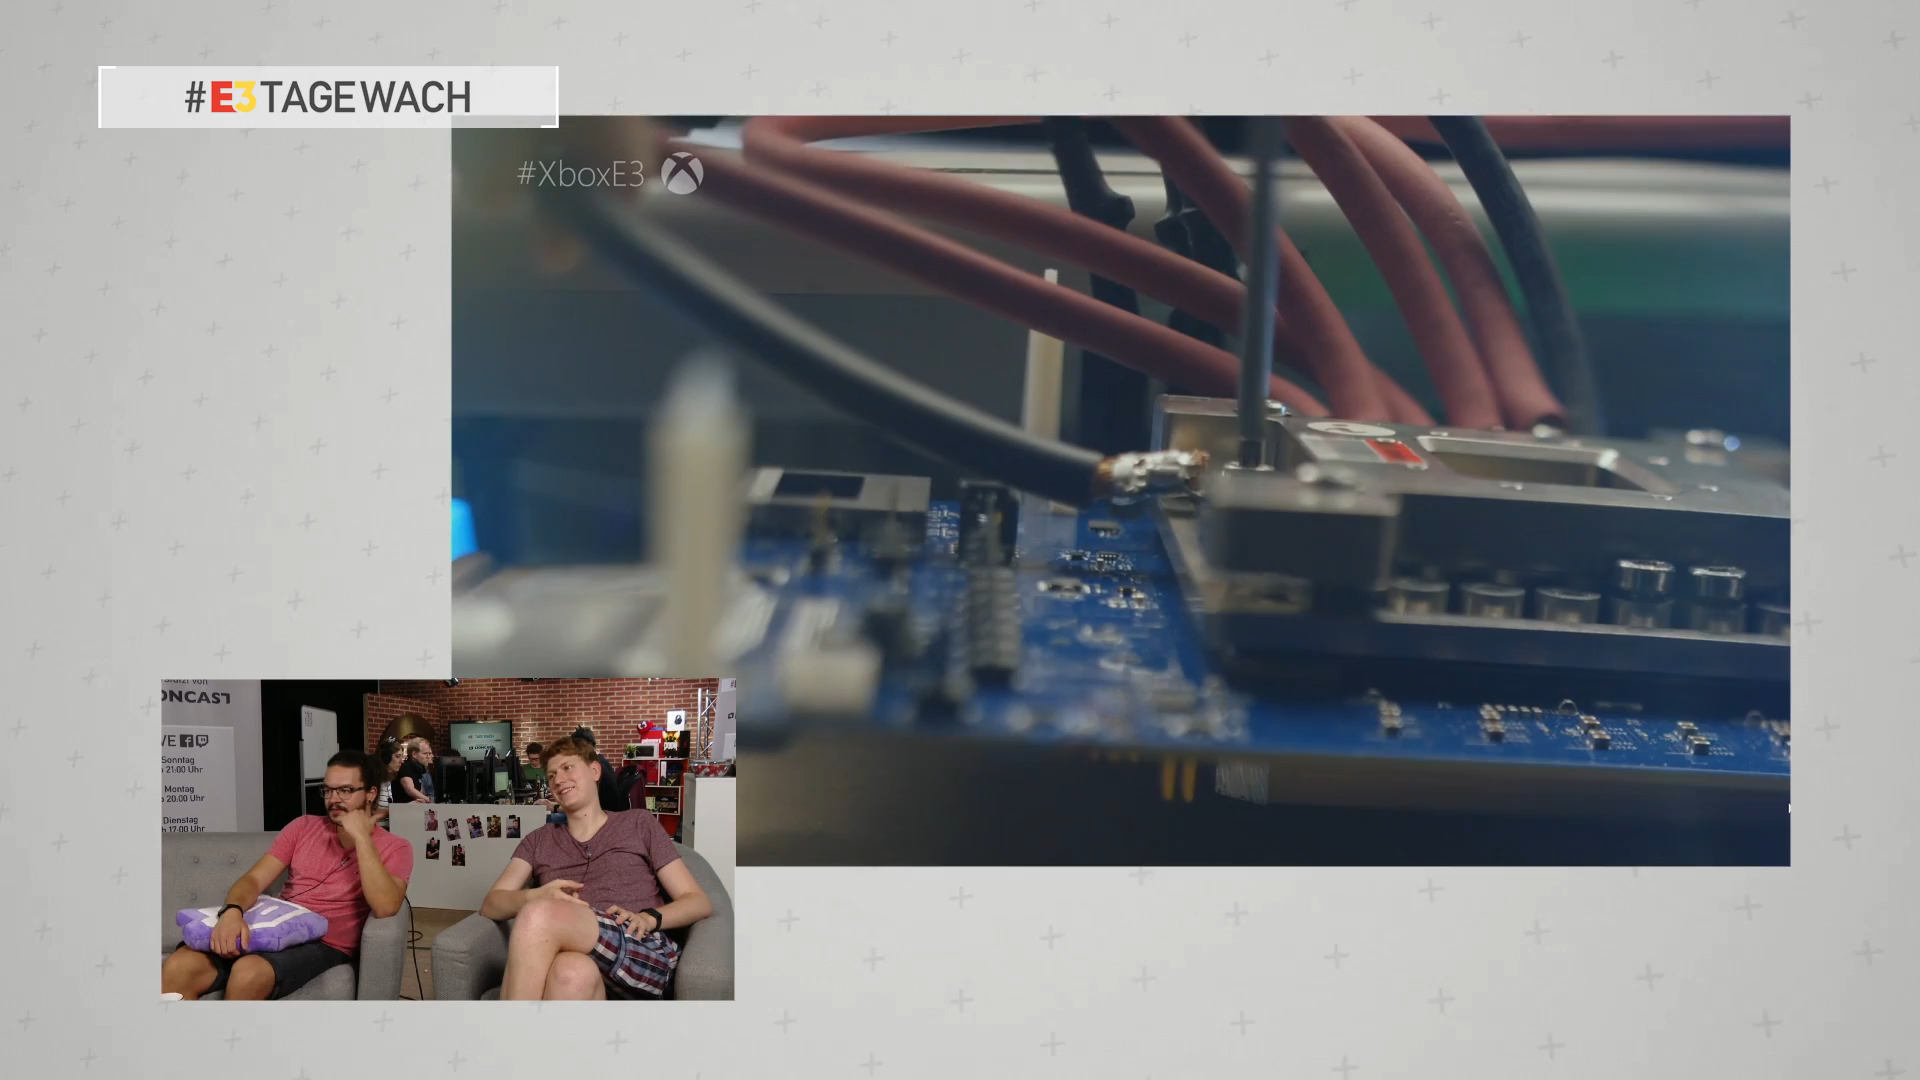 #E3TAGEWACH
#XboxE3
ONCAST
VE
Sonntag
21:00 Uhr
Montag
20:00 Uhr
Dienstag
17:00 Uhr